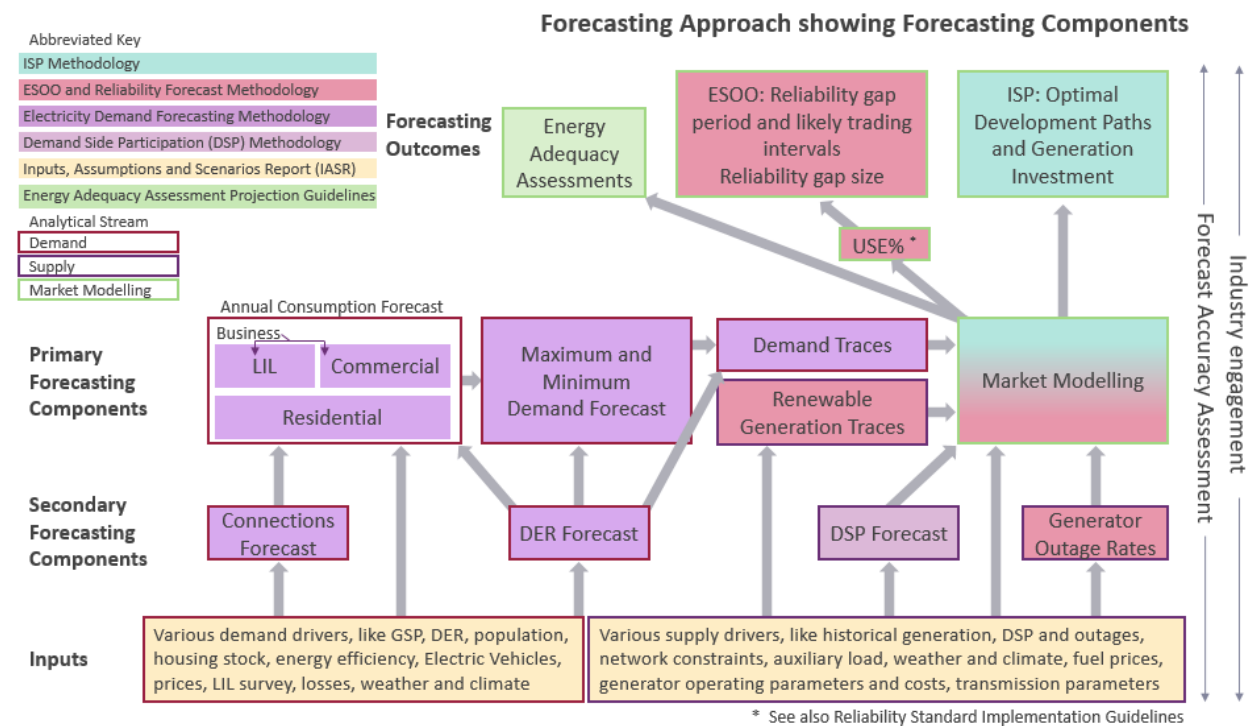 Forecasting Approach showing Forecasting Components
Abbreviated Key
ISP Methodology
ESOO and Reliability Forecast Methodology
Electricity Demand Forecasting Methodology
Demand Side Participation (DSP) Methodology
Inputs, Assumptions and Scenarios Report (IASR)
Energy Adequacy Assessment Projection Guidelines
Analytical Stream
Demand
Supply
Market Modelling
Forecasting
Outcomes
Energy
Adequacy
Assessments
ESOO: Reliability gap
period and likely trading
intervals
Reliability gap size
ISP: Optimal
Development Paths
and Generation
Investment
USE% *
Primary
Forecasting
Components
Annual Consumption Forecast
Business
LIL
Commercial
Residential
Maximum and
Minimum
Demand Forecast
Demand Traces
Renewable
Generation Traces
Market Modelling
Secondary
Forecasting
Components
Connections
Forecast
DER Forecast
DSP Forecast
Generator
Outage Rates
Inputs
Various demand drivers, like GSP, DER, population,
housing stock, energy efficiency, Electric Vehicles,
prices, LIL survey, losses, weather and climate
Various supply drivers, like historical generation, DSP and outages,
network constraints, auxiliary load, weather and climate, fuel prices,
generator operating parameters and costs, transmission parameters
* See also Reliability Standard Implementation Guidelines
Forecast Accuracy Assessment
Industry engagement